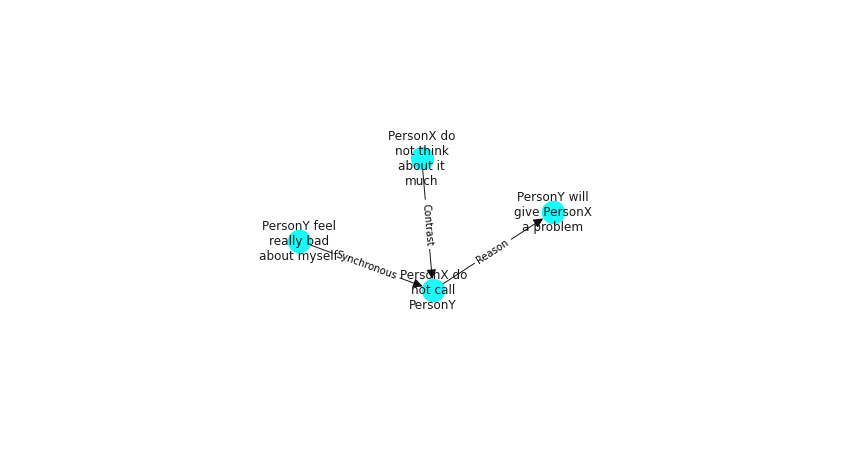 PersonX do
not think
about it
much
PersonY will
give PersonX
a problem
PersonY feel
really bad
about myself
Contrast
Reason
Synchronous
PersonX do
not call
PersonY